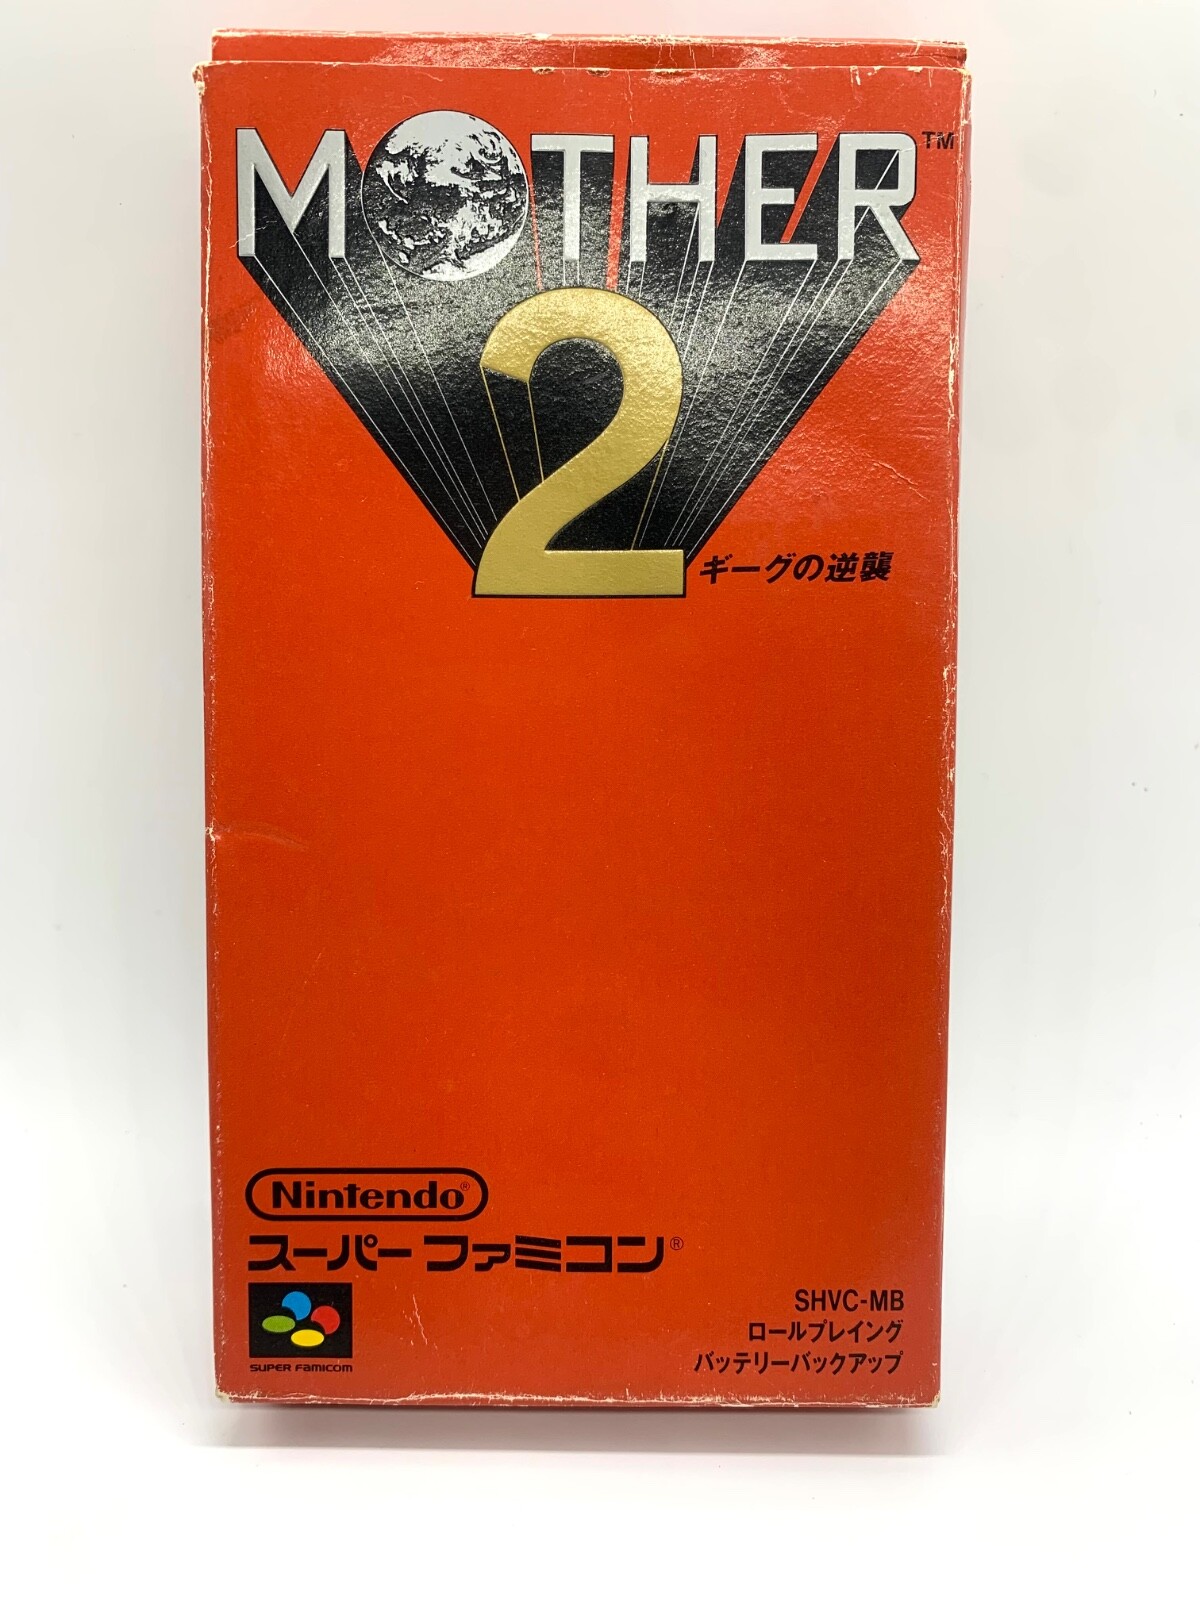 MOTHER™
2
ギーグの逆襲
Nintendo®
スーパーファミコン®
SUPER FAMICOM
SHVC-MB
ロールプレイング
バッテリーバックアップ